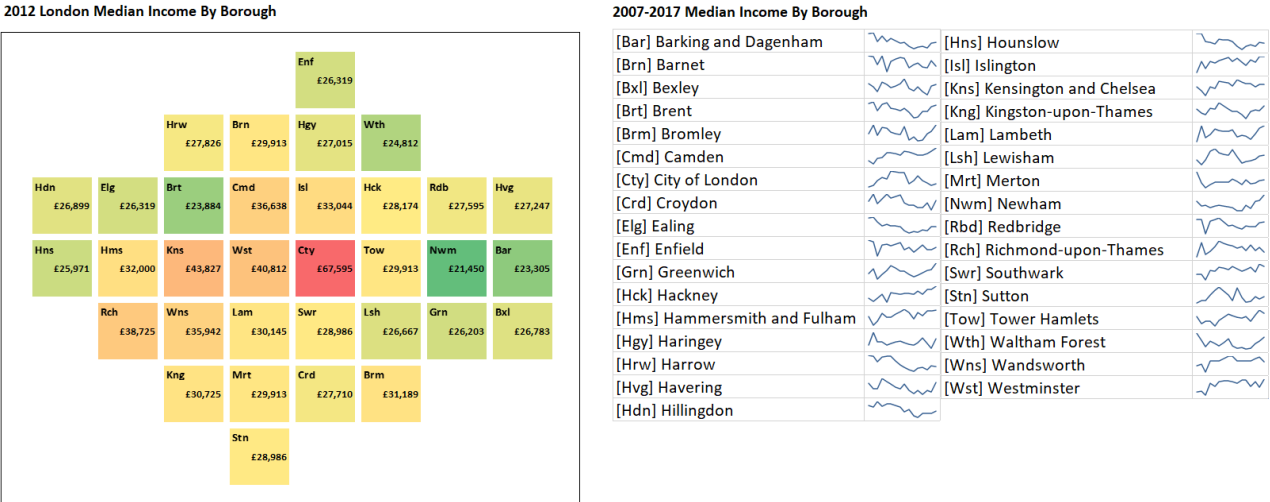 2012 London Median Income By Borough
Enf
£26,319
Hrw Brn Hgy Wth
£27,826 £29,913 £27,015 £24,812
Hdn Elg Brt Cmd Isl Hck Rdb Hvg
£26,899 £26,319 £23,884 £36,638 £33,044 £28,174 £27,595 £27,247
Hns Hms Kns Wst Cty Tow Nwm Bar
£25,971 £32,000 £43,827 £40,812 £67,595 £29,913 £21,450 £23,305
Rch Wns Lam Swr Lsh Grn Bxl
£38,725 £35,942 £30,145 £28,986 £26,667 £26,203 £26,783
Kng Mrt Crd Brm
£30,725 £29,913 £27,710 £31,189
Stn
£28,986
2007-2017 Median Income By Borough
[Bar] Barking and Dagenham
[Brn] Barnet
[Bxl] Bexley
[Brt] Brent
[Brm] Bromley
[Cmd] Camden
[Cty] City of London
[Crd] Croydon
[Elg] Ealing
[Enf] Enfield
[Grn] Greenwich
[Hck] Hackney
[Hms] Hammersmith and Fulham
[Hgy] Haringey
[Hrw] Harrow
[Hvg] Havering
[Hdn] Hillingdon
[Hns] Hounslow
[Isl] Islington
[Kns] Kensington and Chelsea
[Kng] Kingston-upon-Thames
[Lam] Lambeth
[Lsh] Lewisham
[Mrt] Merton
[Nwm] Newham
[Rbd] Redbridge
[Rch] Richmond-upon-Thames
[Swr] Southwark
[Stn] Sutton
[Tow] Tower Hamlets
[Wth] Waltham Forest
[Wns] Wandsworth
[Wst] Westminster